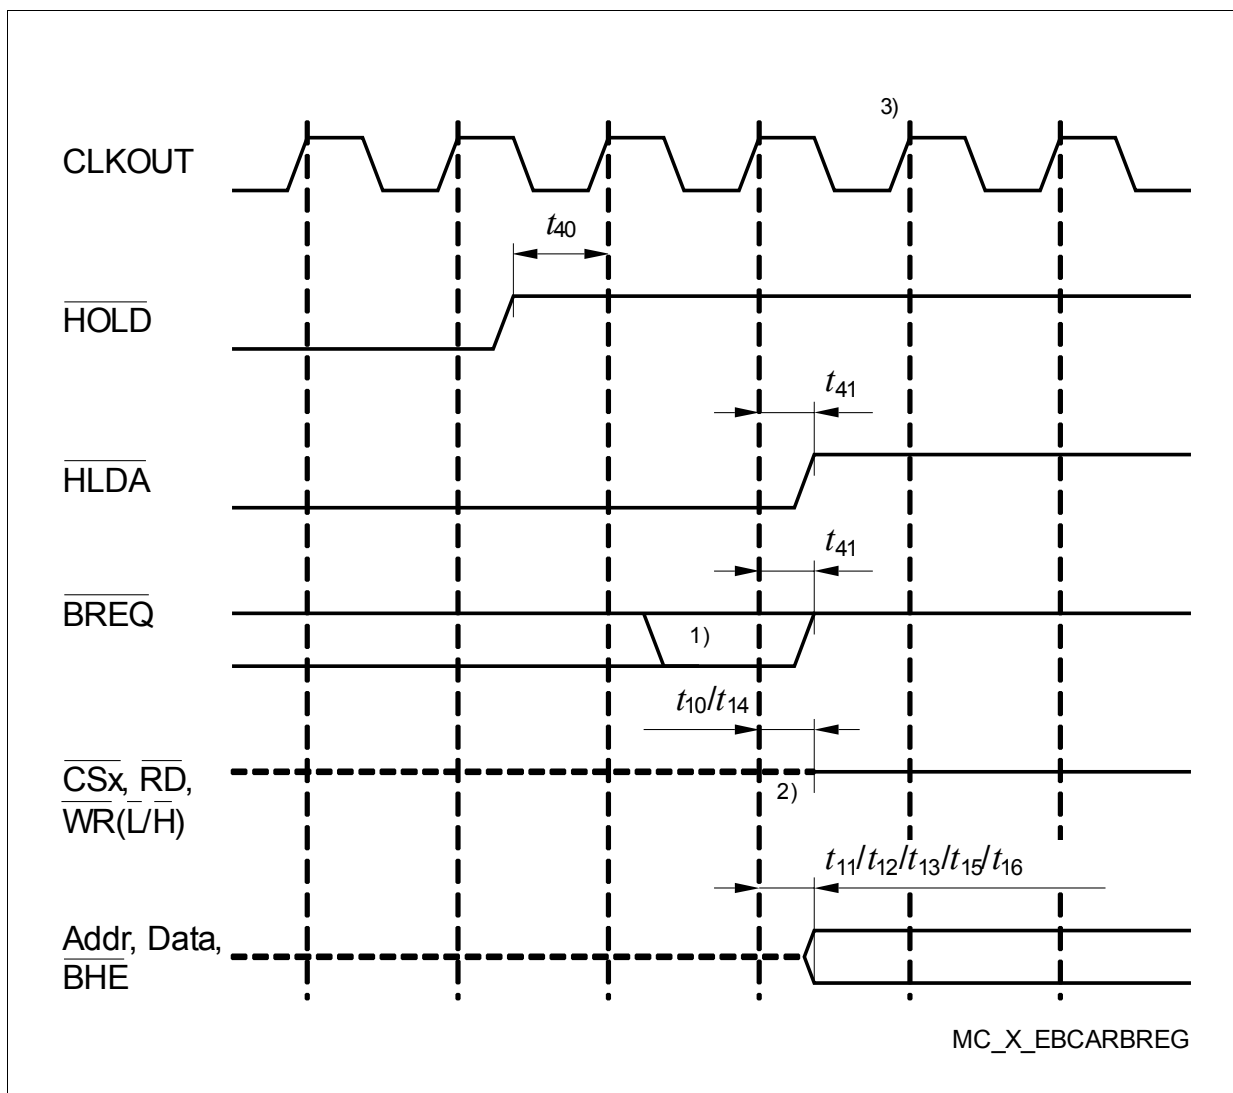 3)
CLKOUT
t40
HOLD
t41
HLDA
t41
BREQ
1)
t10/t14
CSx, RD,
WR(L/H)
2)
t11/t12/t13/t15/t16
Addr, Data,
BHE
MC_X_EBCARBREG